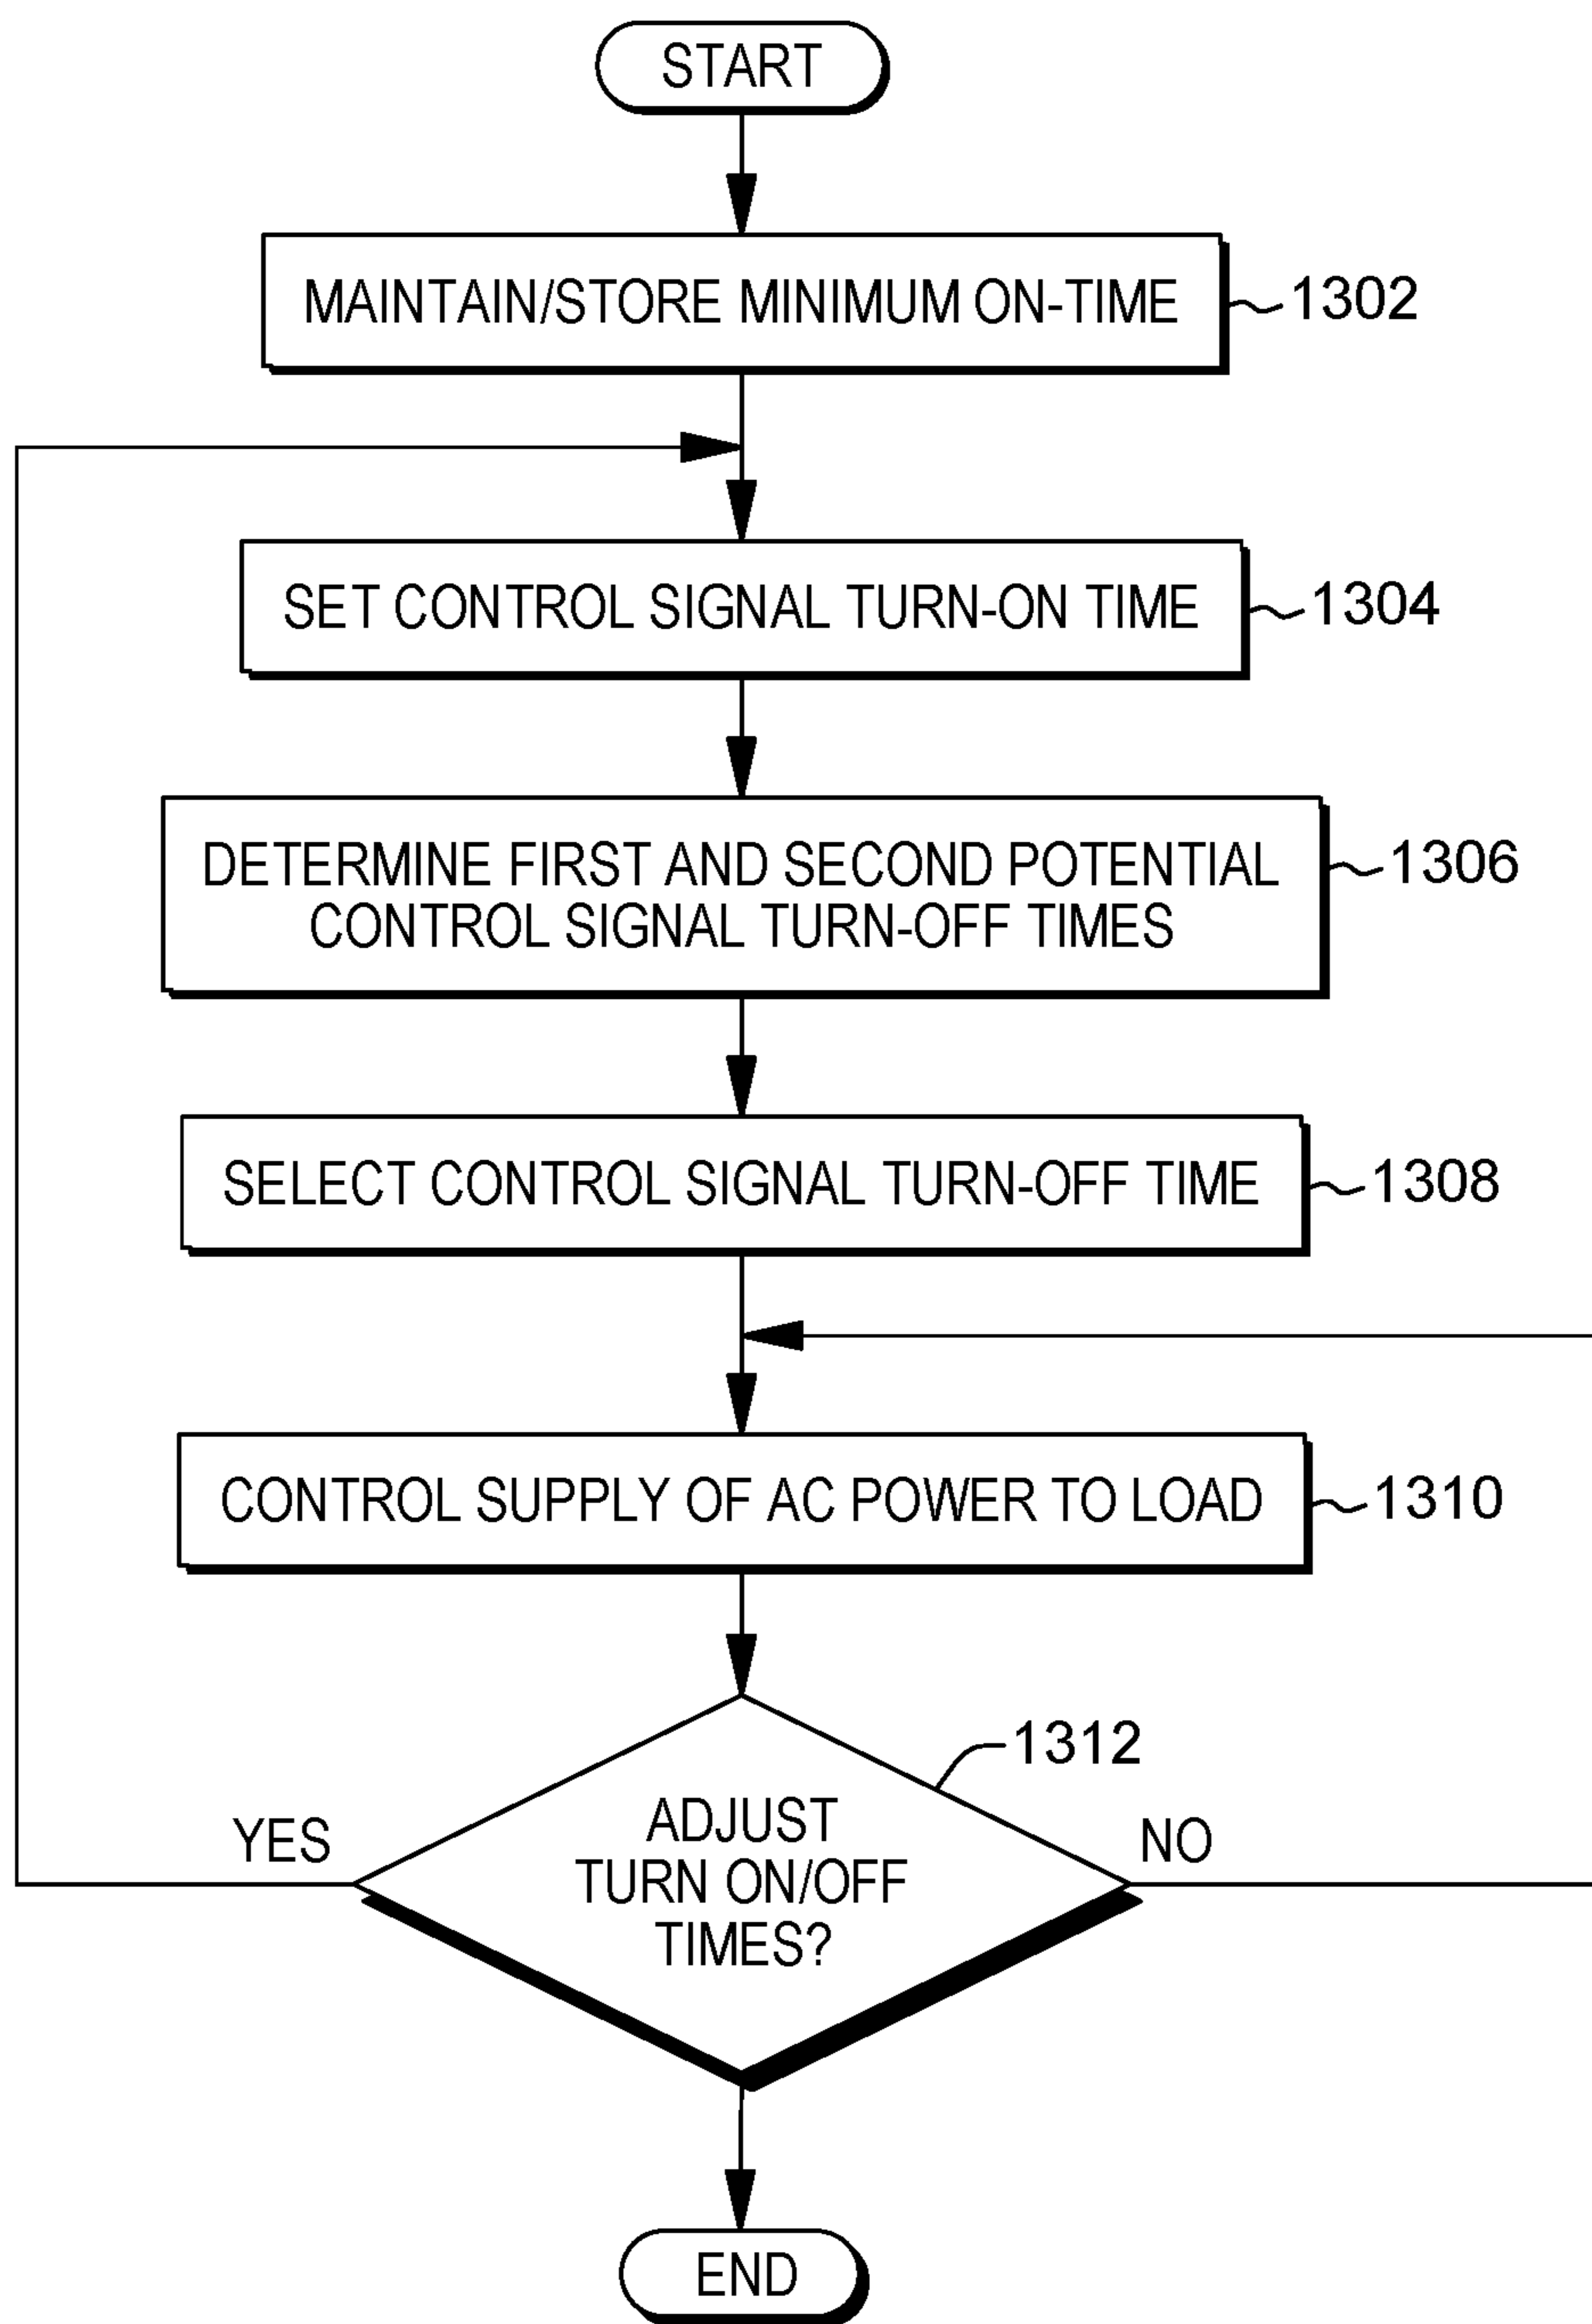 START
MAINTAIN/STORE MINIMUM ON-TIME
1302
SET CONTROL SIGNAL TURN-ON TIME
1304
DETERMINE FIRST AND SECOND POTENTIAL
CONTROL SIGNAL TURN-OFF TIMES
1306
SELECT CONTROL SIGNAL TURN-OFF TIME
1308
CONTROL SUPPLY OF AC POWER TO LOAD
1310
1312
ADJUST
TURN ON/OFF
TIMES?
YES
NO
END